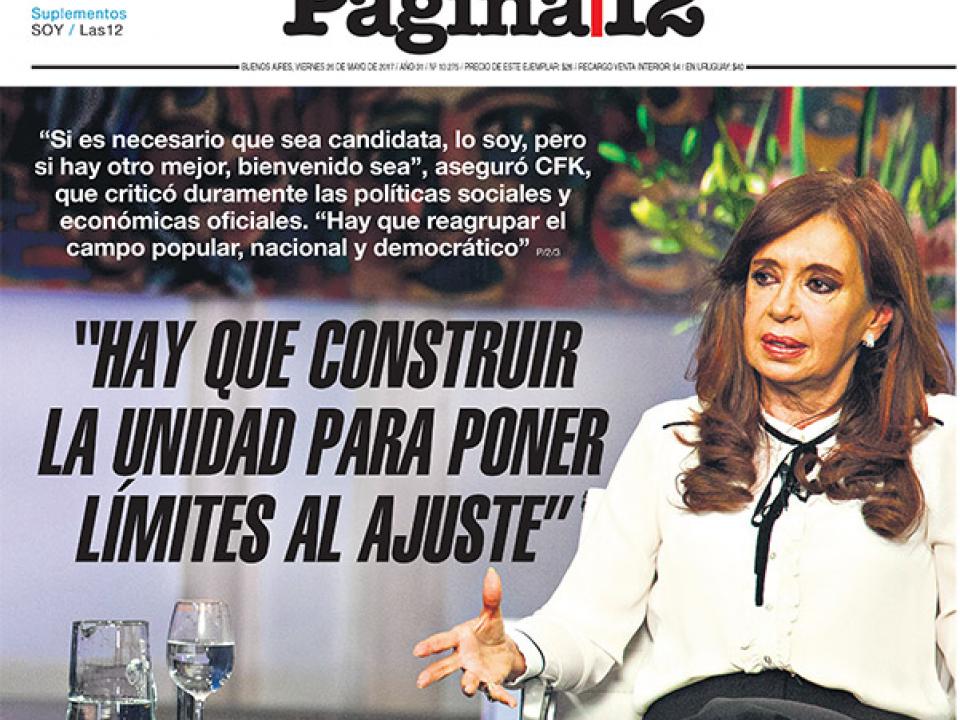 Suplementos
SOY / Las12
Página|12
BUENOS AIRES, VIERNES 26 DE MAYO DE 2017 / AÑO 31 / Nº 10.275 / PRECIO DE ESTE EJEMPLAR: $26 / RECARGO VENTA INTERIOR: $4 / EN URUGUAY: $40
“Si es necesario que sea candidata, lo soy, pero
si hay otro mejor, bienvenido sea”, aseguró CFK,
que criticó duramente las políticas sociales y
económicas oficiales. “Hay que reagrupar el
campo popular, nacional y democrático” P/2/3
"HAY QUE CONSTRUIR
LA UNIDAD PARA PONER
LÍMITES AL AJUSTE”